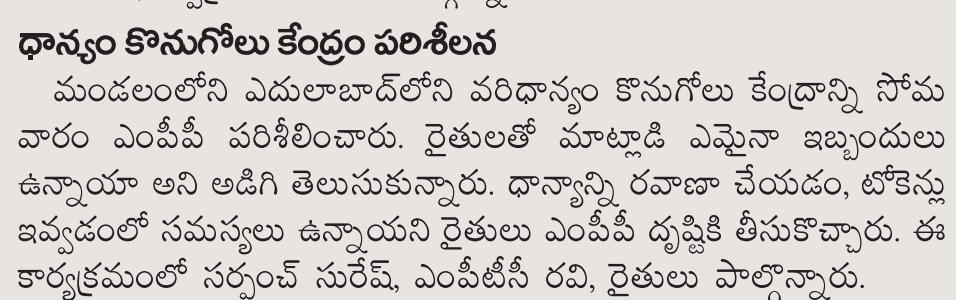 ధాన్యం కొనుగోలు కేంద్రం పరిశీలన
మండలంలోని ఎదులాబాద్‌లోని వరిధాన్యం కొనుగోలు కేంద్రాన్ని సోమ
వారం ఎంపీపీ పరిశీలించారు. రైతులతో మాట్లాడి ఎమైనా ఇబ్బందులు
ఉన్నాయా అని అడిగి తెలుసుకున్నారు. ధాన్యాన్ని రవాణా చేయడం, టోకెన్లు
ఇవ్వడంలో సమస్యలు ఉన్నాయని రైతులు ఎంపీపీ దృష్టికి తీసుకొచ్చారు. ఈ
కార్యక్రమంలో సర్పంచ్ సురేష్, ఎంపీటీసీ రవి, రైతులు పాల్గొన్నారు.